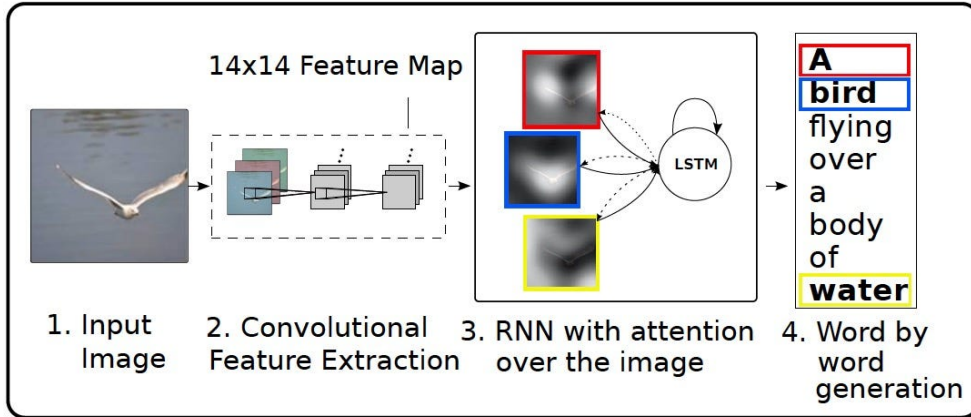 14x14 Feature Map
LSTM
A
bird
flying
over
a
body
of
water
1. Input
Image
2. Convolutional
Feature Extraction
3. RNN with attention
over the image
4. Word by
word
generation